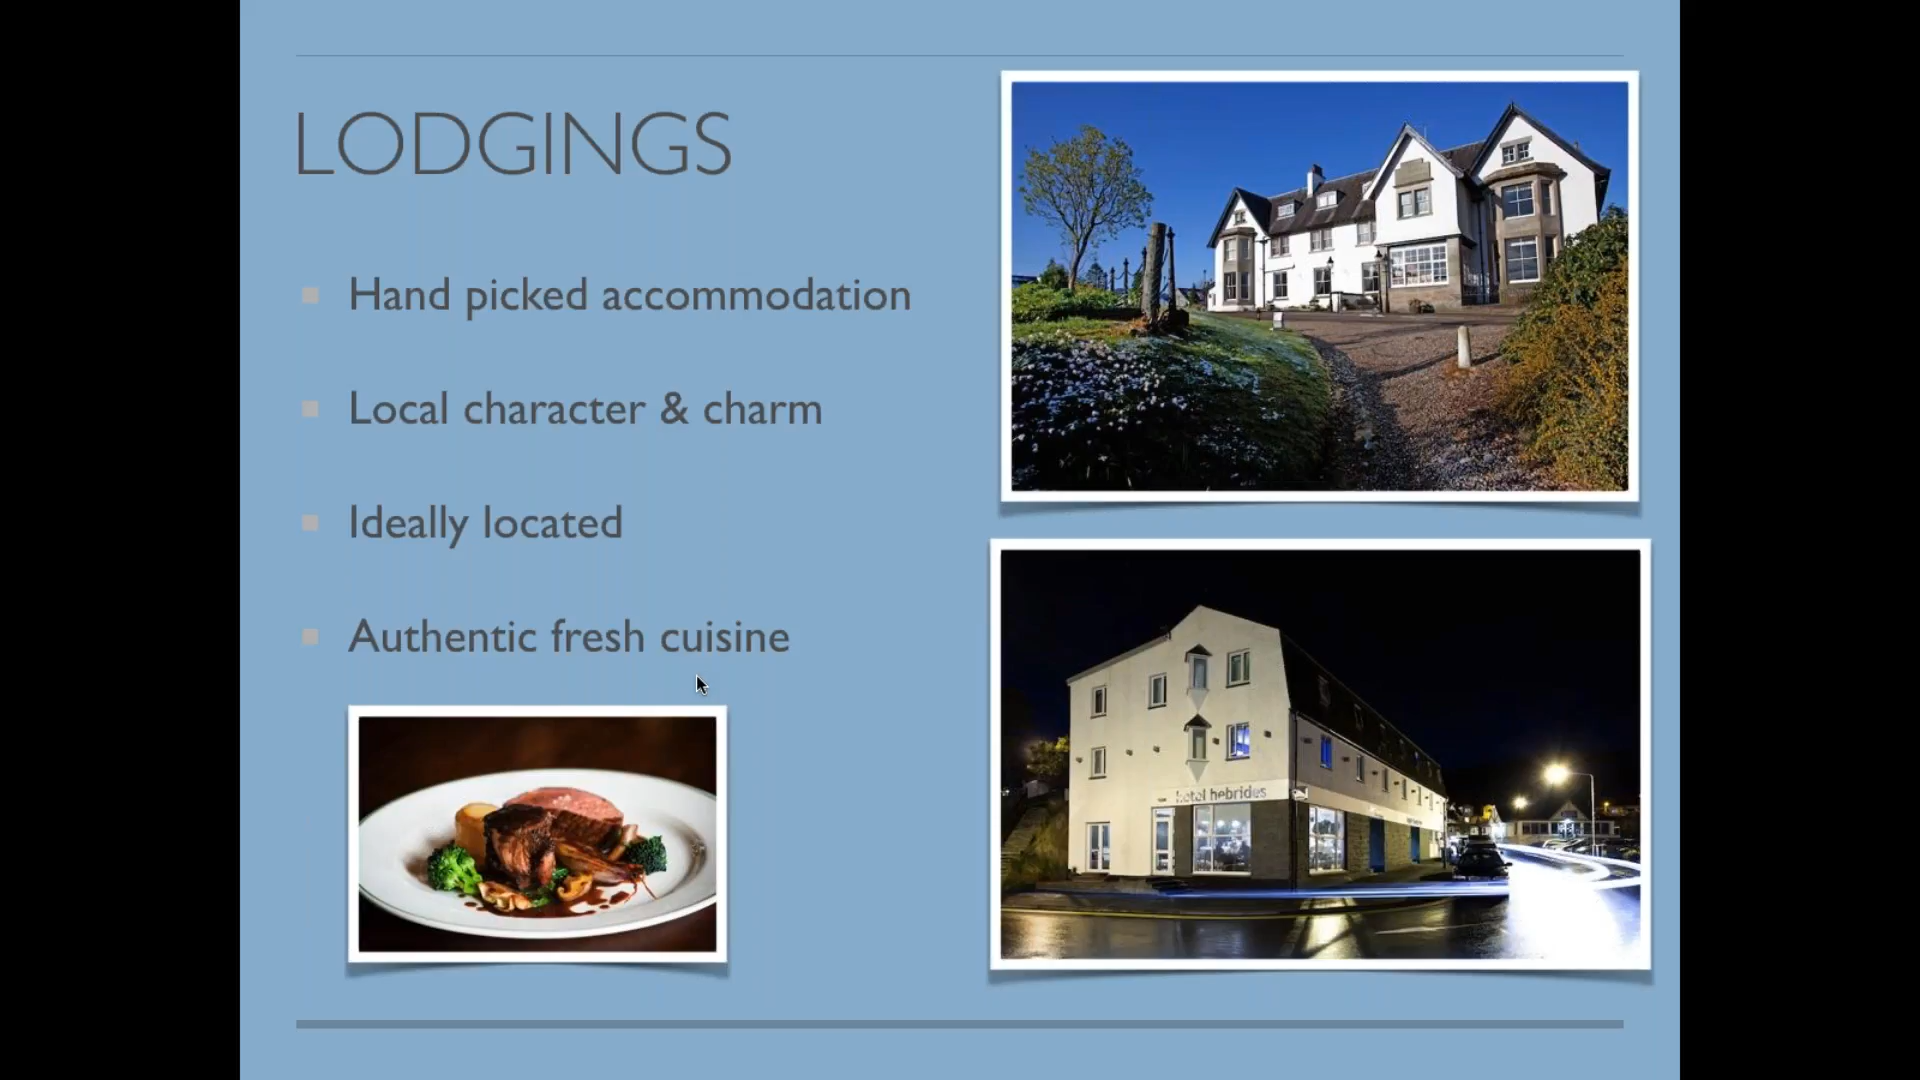 LODGINGS
Hand picked accommodation
Local character & charm
Ideally located
Authentic fresh cuisine
hotel hebrides